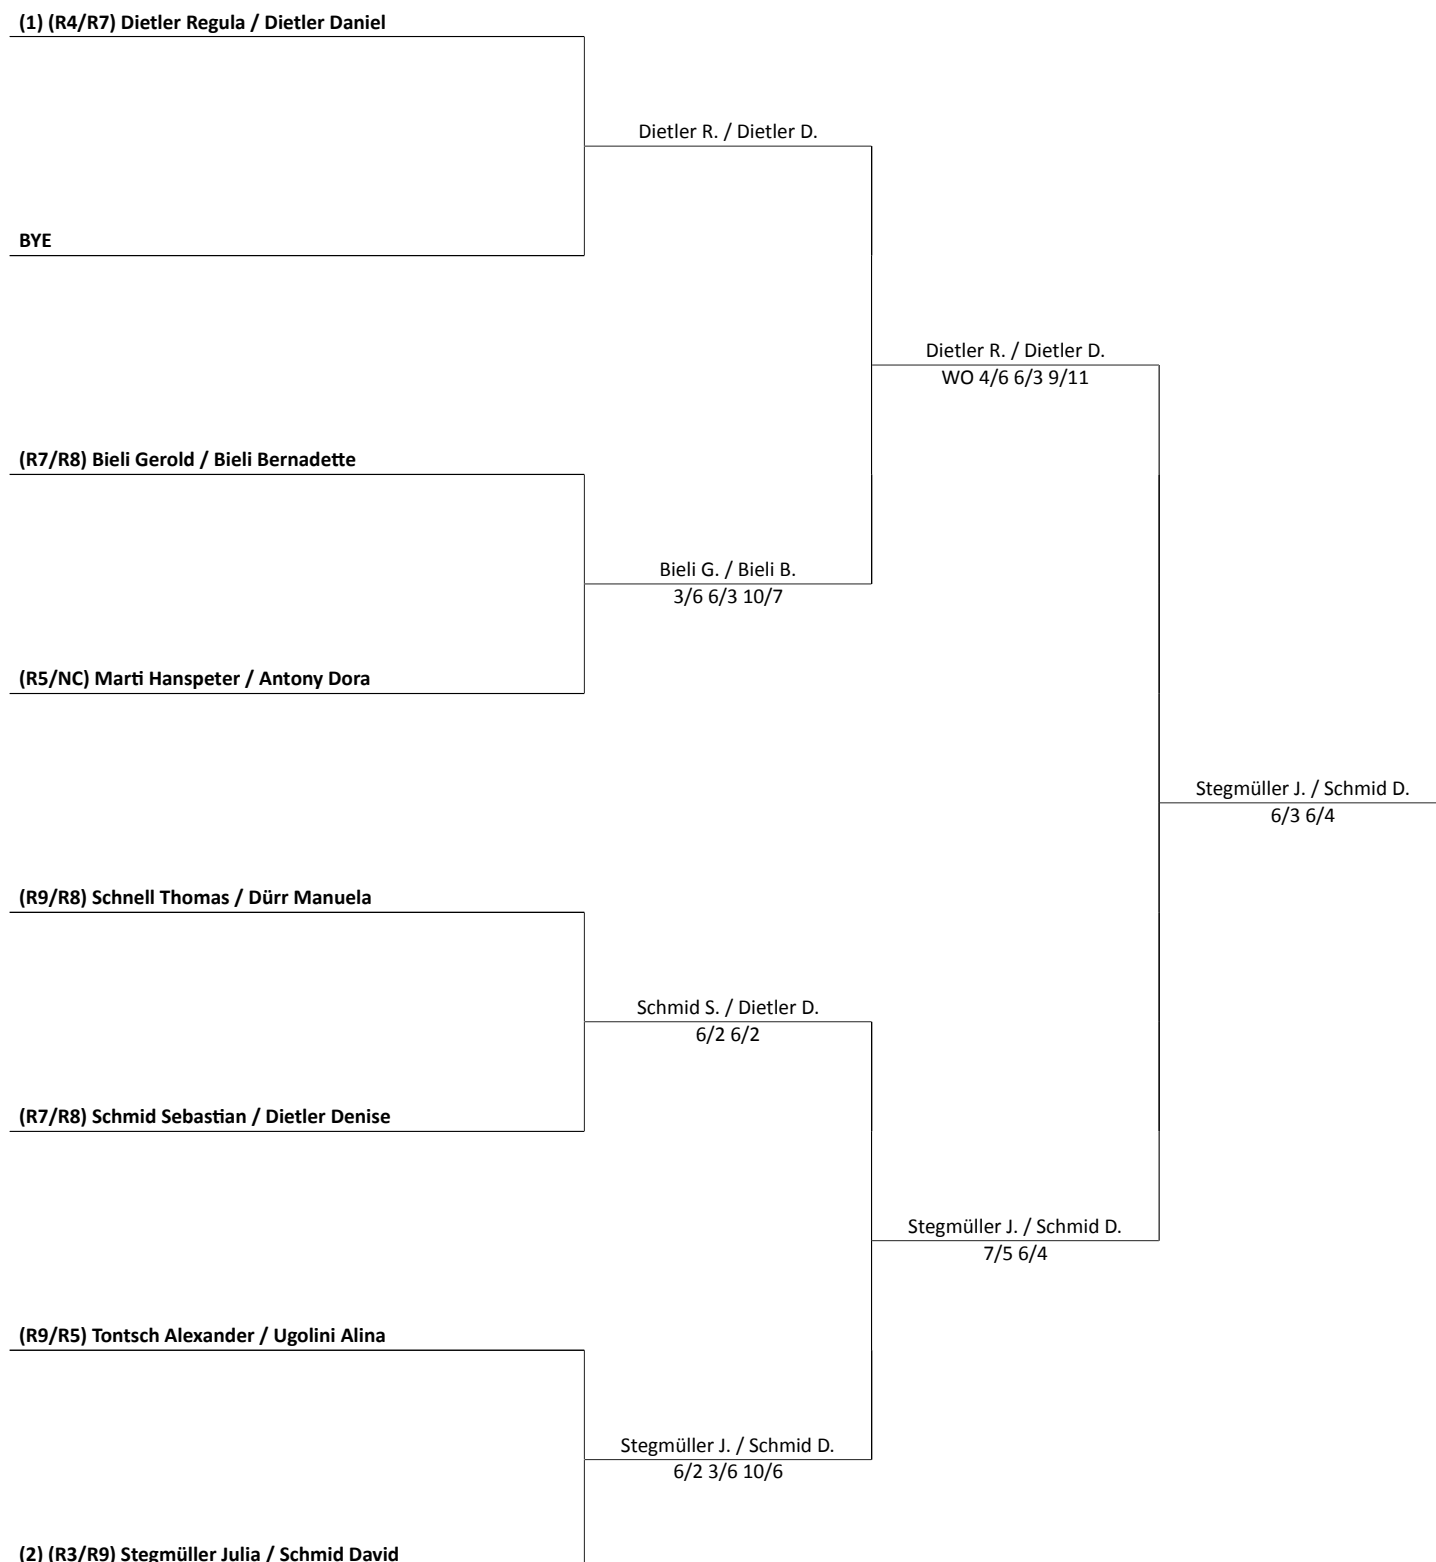 (1) (R4/R7) Dietler Regula / Dietler Daniel
Dietler R. / Dietler D.
BYE
Dietler R. / Dietler D.
WO 4/6 6/3 9/11
(R7/R8) Bieli Gerold / Bieli Bernadette
Bieli G. / Bieli B.
3/6 6/3 10/7
(R5/NC) Marti Hanspeter / Antony Dora
Stegmüller J. / Schmid D.
6/3 6/4
(R9/R8) Schnell Thomas / Dürr Manuela
Schmid S. / Dietler D.
6/2 6/2
(R7/R8) Schmid Sebastian / Dietler Denise
Stegmüller J. / Schmid D.
7/5 6/4
(R9/R5) Tontsch Alexander / Ugolini Alina
Stegmüller J. / Schmid D.
6/2 3/6 10/6
(2) (R3/R9) Stegmüller Julia / Schmid David